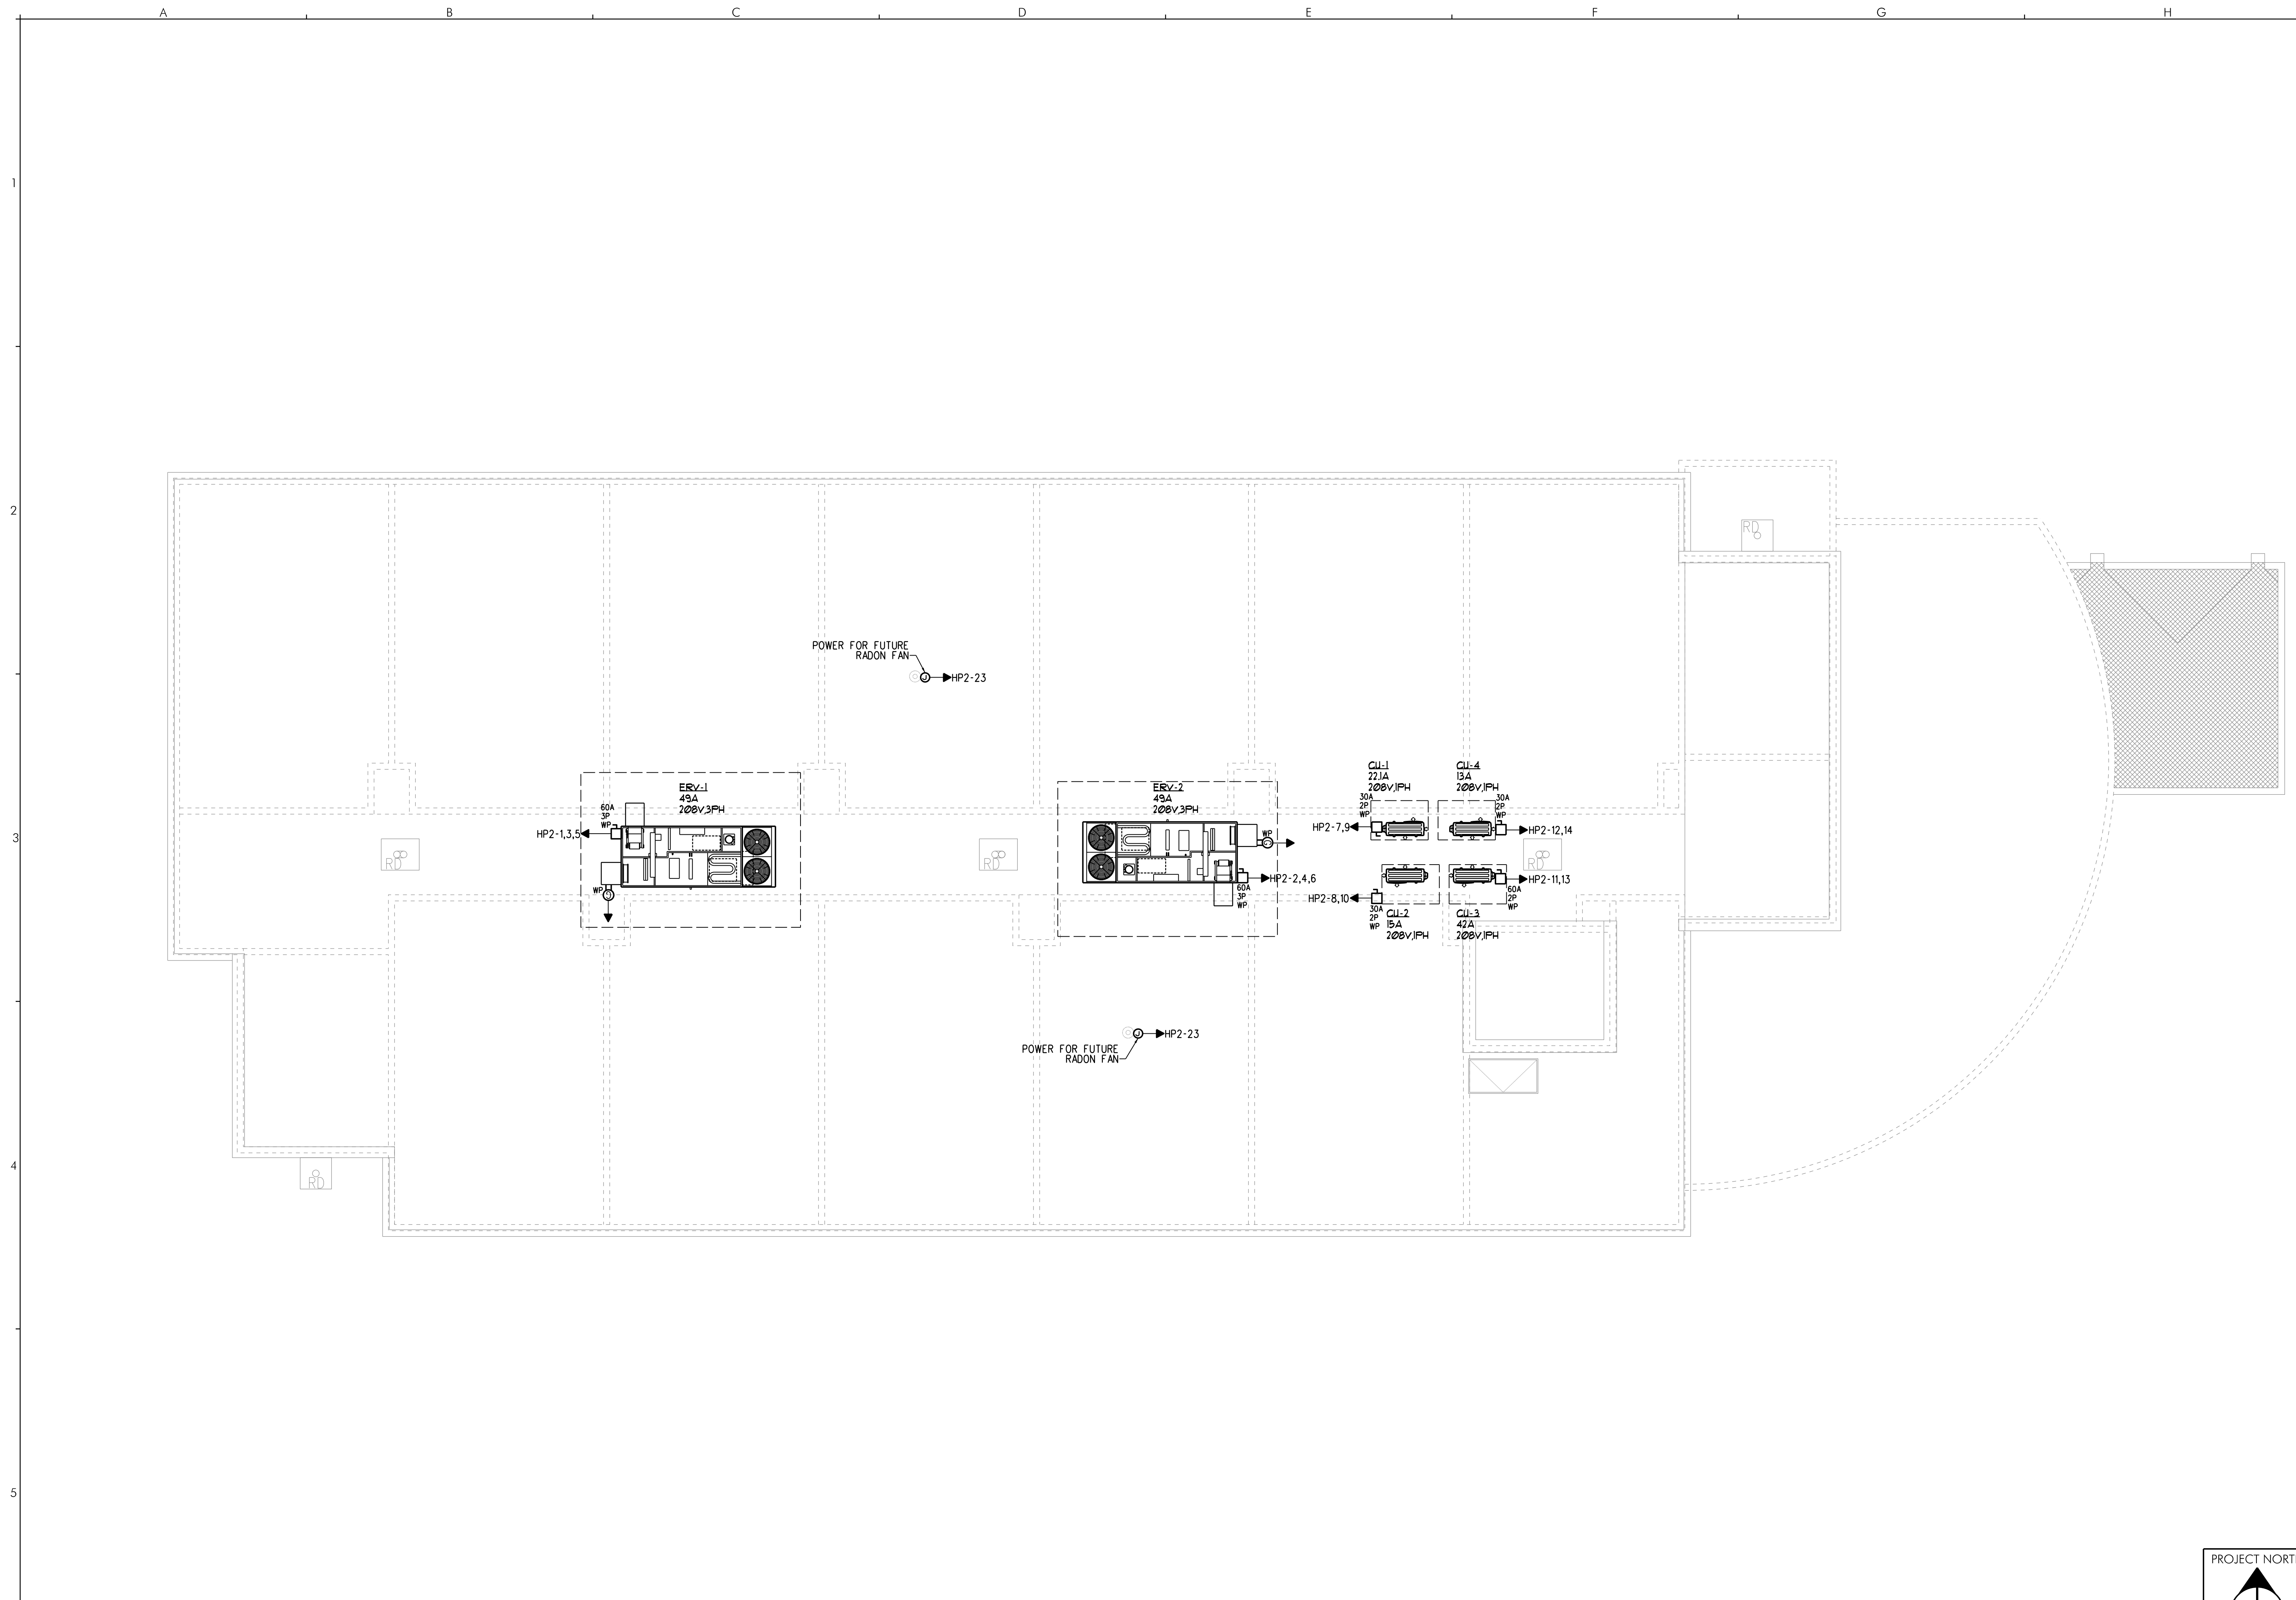 A
B
C
D
E
F
G
H
1
2
RD
POWER FOR FUTURE
RADON FAN
HP2-23
3
ERV-1
49A
208V,3PH
60A
3P
WP
HP2-1,3,5
WP
RD
RD
ERV-2
49A
208V,3PH
WP
HP2-2,4,6
60A
3P
WP
CU-1
22.1A
208V,1PH
30A
2P
WP
HP2-7,9
CU-4
13A
208V,1PH
30A
2P
WP
HP2-12,14
RD
HP2-8,10
30A
2P
WP
CU-2
15A
208V,1PH
HP2-11,13
60A
2P
WP
CU-3
42A
208V,1PH
HP2-23
POWER FOR FUTURE
RADON FAN
4
RD
5
PROJECT NORT